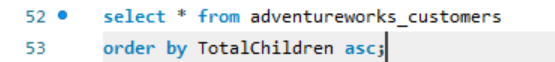 52 select * from adventureworks_customers
53 order by TotalChildren asc;